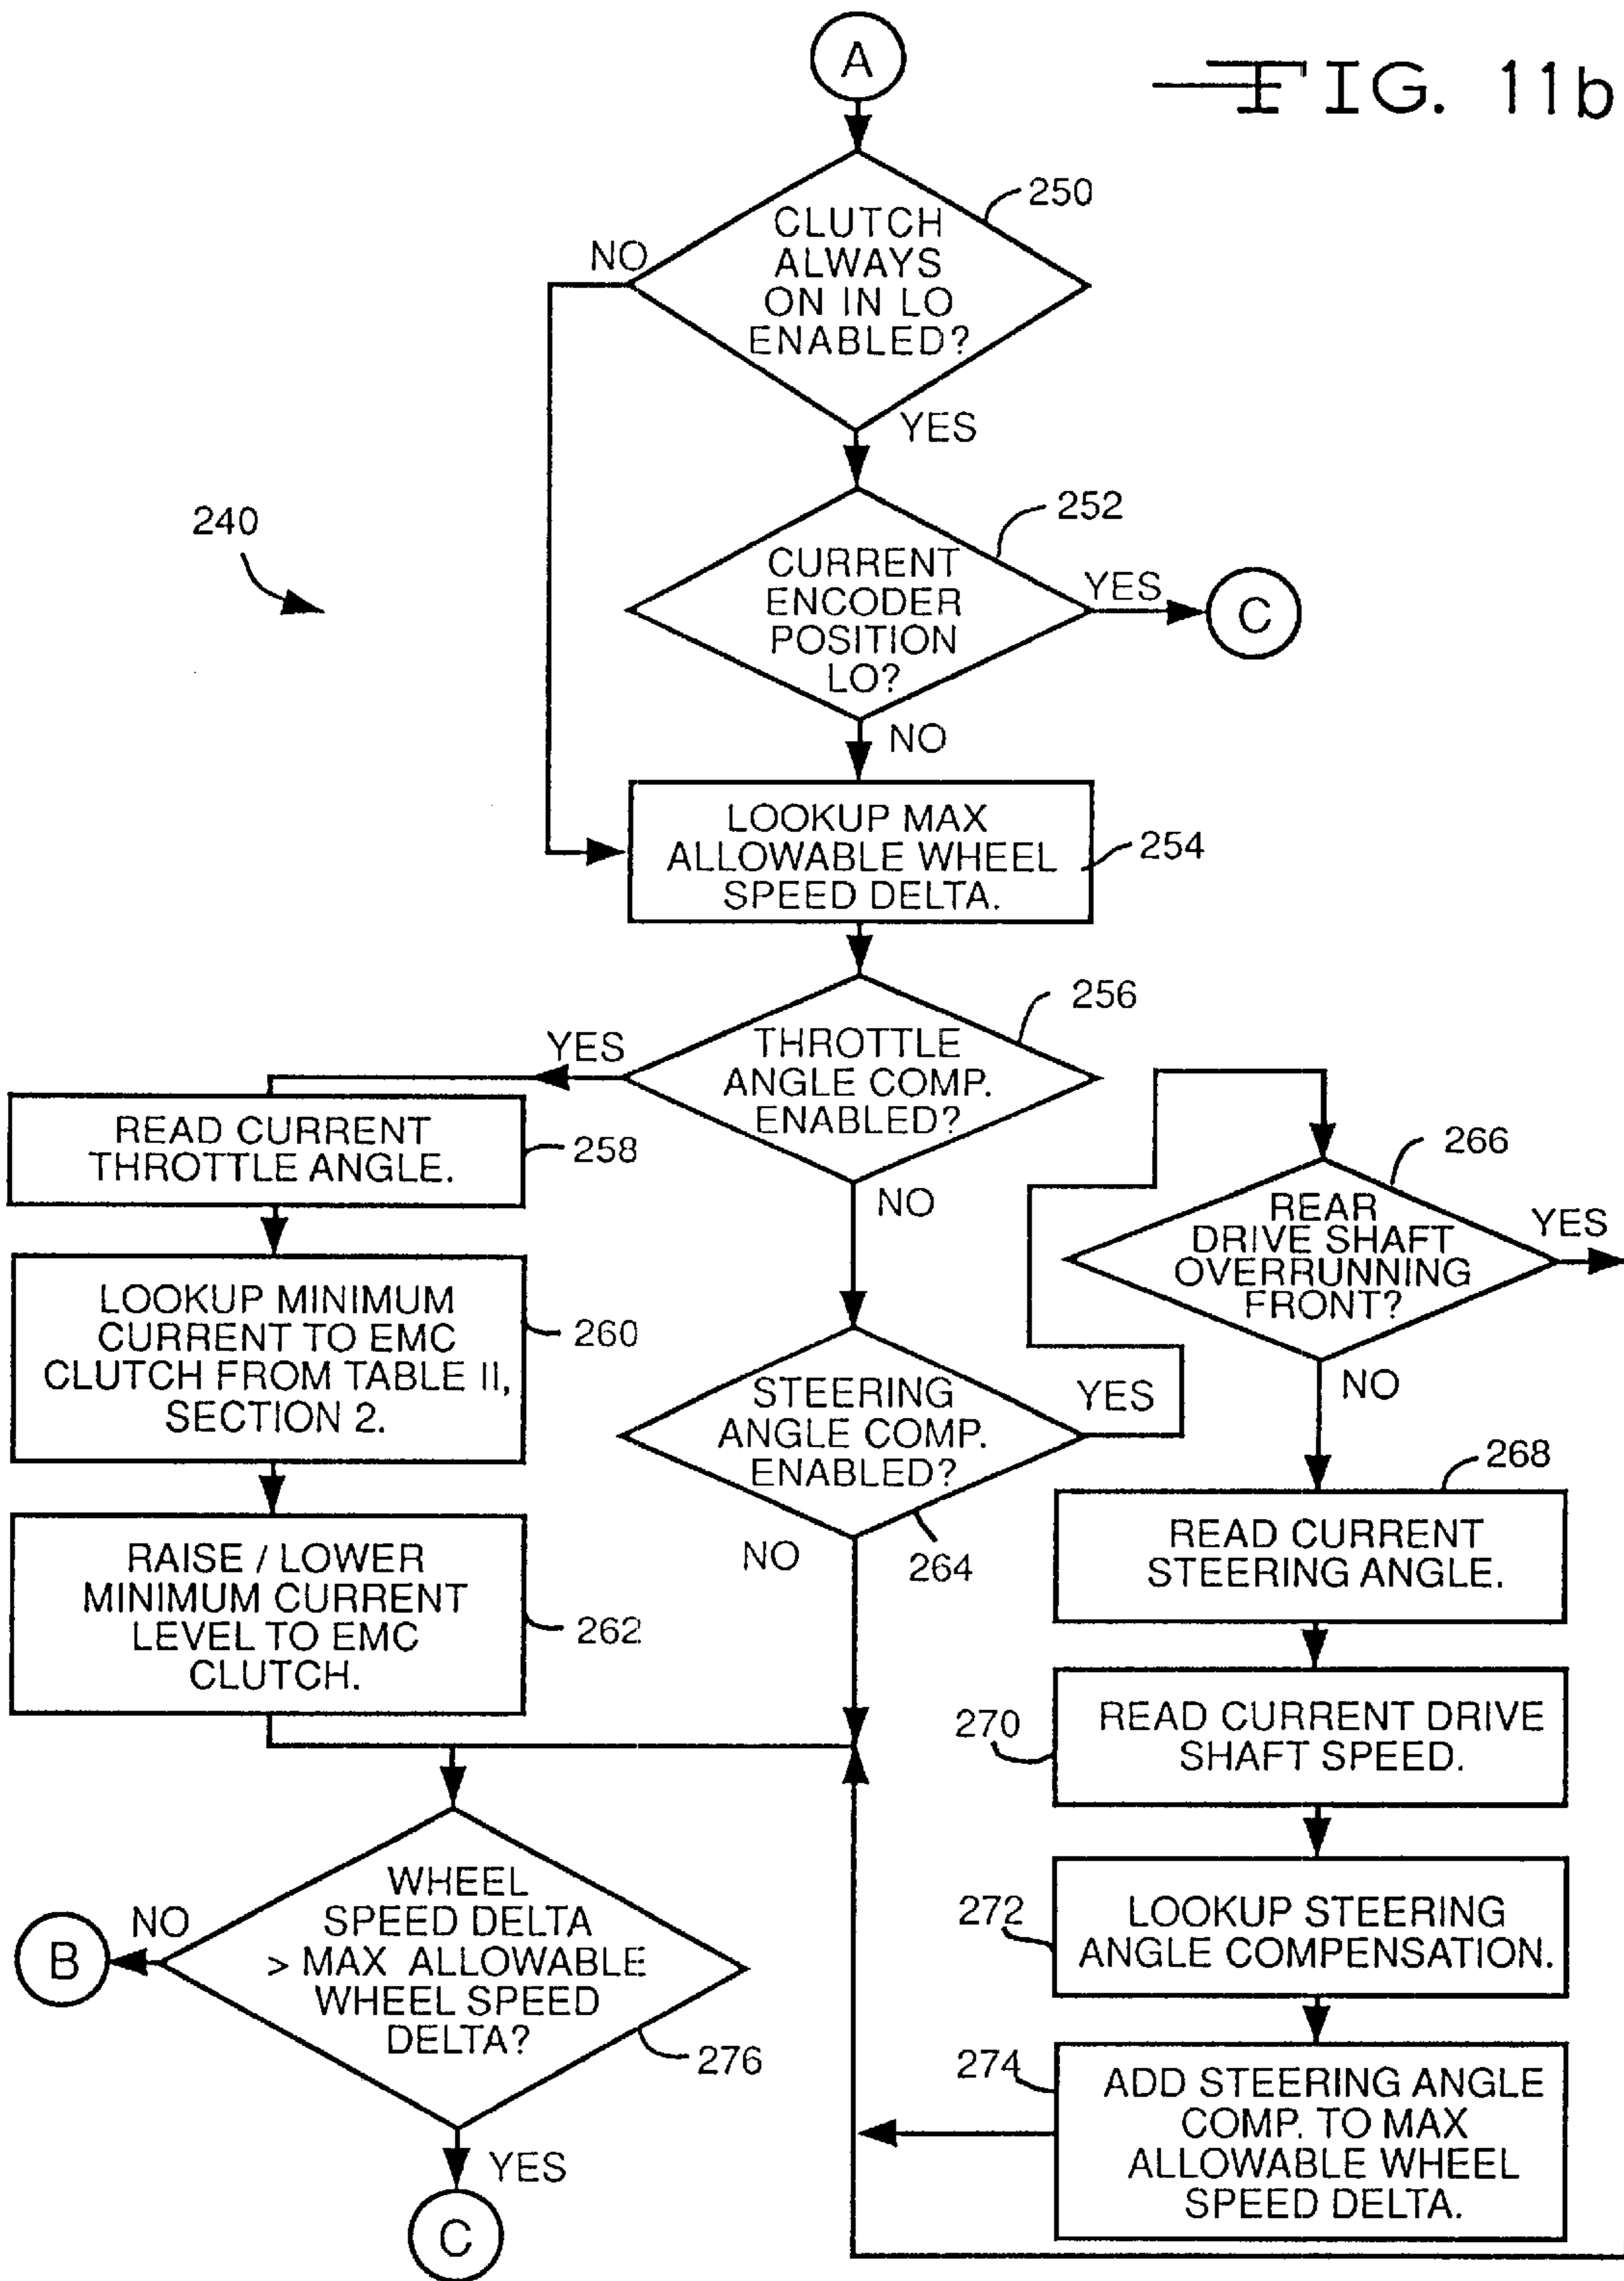 A
FIG. 11b
250
CLUTCH
ALWAYS
ON IN LO
ENABLED?
NO
YES
240
252
CURRENT
ENCODER
POSITION
LO?
YES
C
NO
LOOKUP MAX
ALLOWABLE WHEEL
SPEED DELTA.
254
256
THROTTLE
ANGLE COMP.
ENABLED?
YES
NO
READ CURRENT
THROTTLE ANGLE.
258
LOOKUP MINIMUM
CURRENT TO EMC
CLUTCH FROM TABLE II,
SECTION 2.
260
RAISE / LOWER
MINIMUM CURRENT
LEVEL TO EMC
CLUTCH.
262
STEERING
ANGLE COMP.
ENABLED?
YES
NO
264
266
REAR
DRIVE SHAFT
OVERRUNNING
FRONT?
YES
NO
268
READ CURRENT
STEERING ANGLE.
270
READ CURRENT DRIVE
SHAFT SPEED.
272
LOOKUP STEERING
ANGLE COMPENSATION.
274
ADD STEERING ANGLE
COMP. TO MAX
ALLOWABLE WHEEL
SPEED DELTA.
WHEEL
SPEED DELTA
> MAX ALLOWABLE
WHEEL SPEED
DELTA?
276
NO
B
YES
C